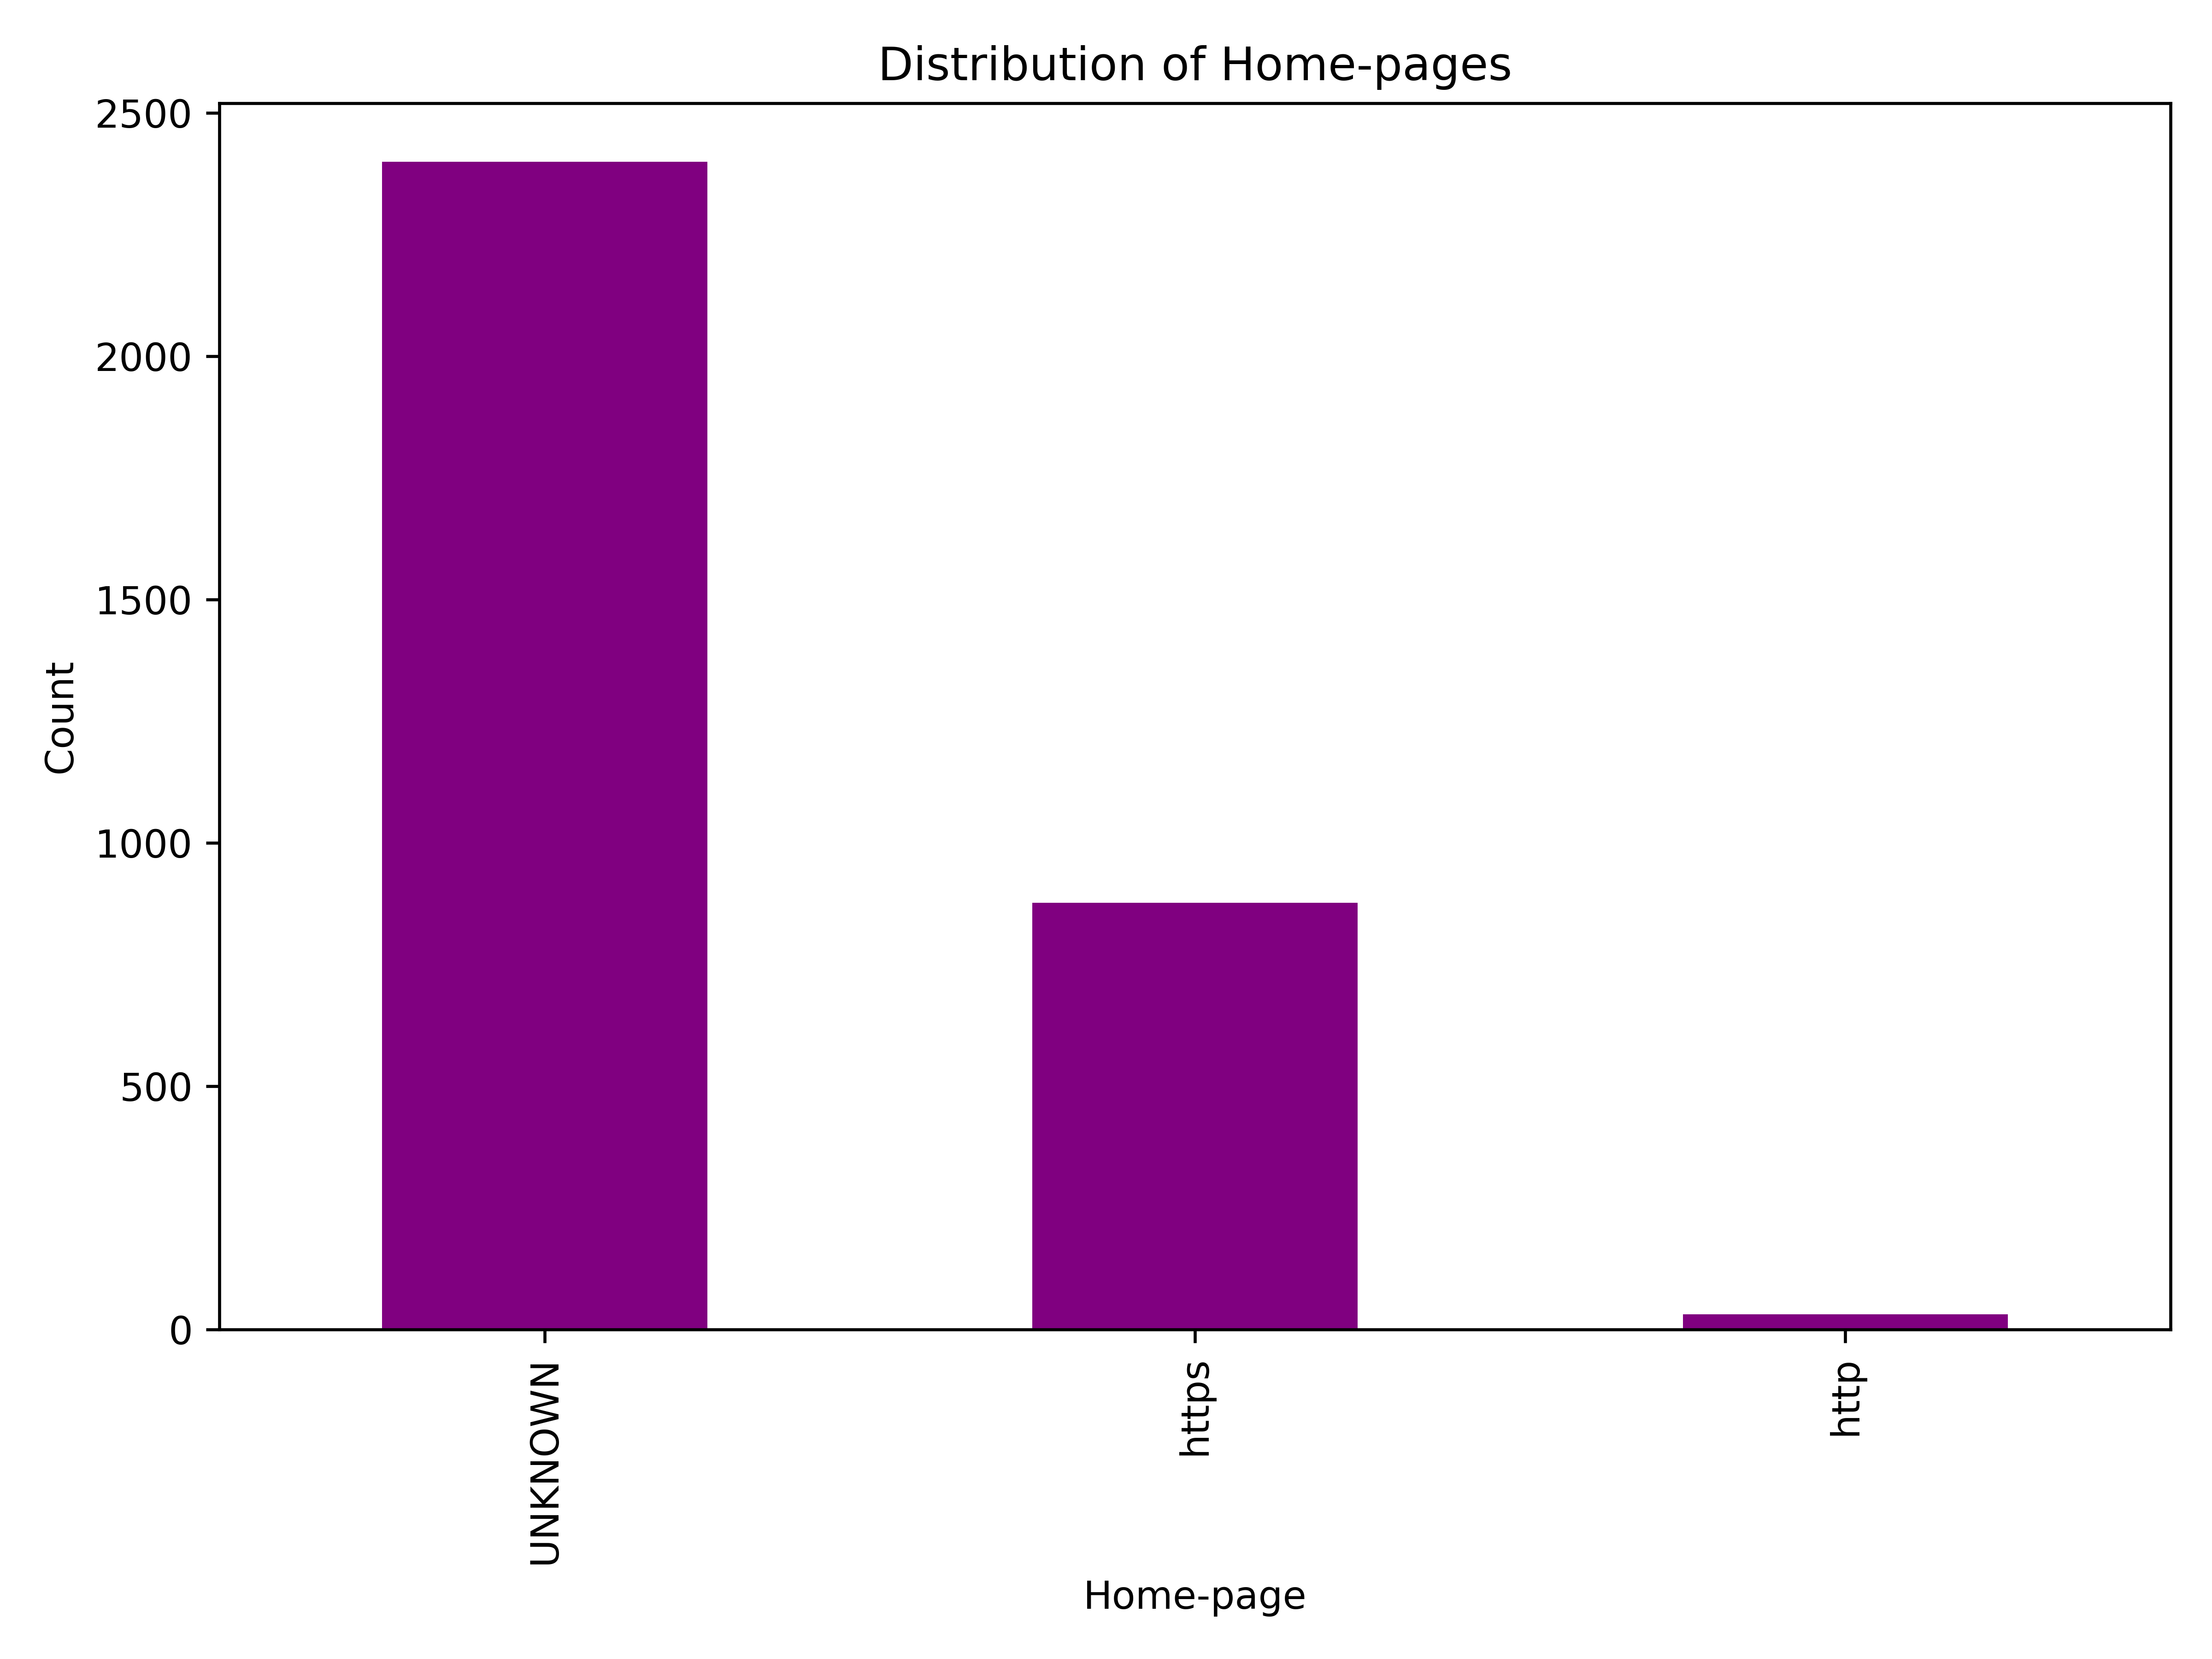 Distribution of Home-pages
2500
2000
1500
1000
500
0
Count
UNKNOWN
https
http
Home-page